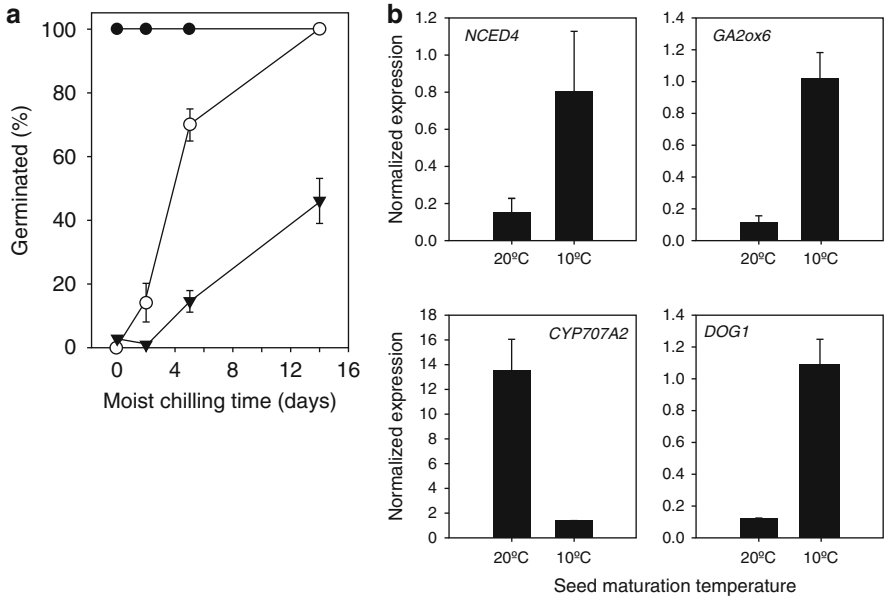 a
Germinated (%)
100
80
60
40
20
0
0 4 8 12 16
Moist chilling time (days)
b
Normalized expression
NCED4
1.2
1.0
0.8
0.6
0.4
0.2
0.0
20ºC 10ºC
GA2ox6
1.4
1.2
1.0
0.8
0.6
0.4
0.2
0.0
20ºC 10ºC
Normalized expression
CYP707A2
18
16
14
12
10
8
6
4
2
0
20ºC 10ºC
DOG1
1.4
1.2
1.0
0.8
0.6
0.4
0.2
0.0
20ºC 10ºC
Seed maturation temperature